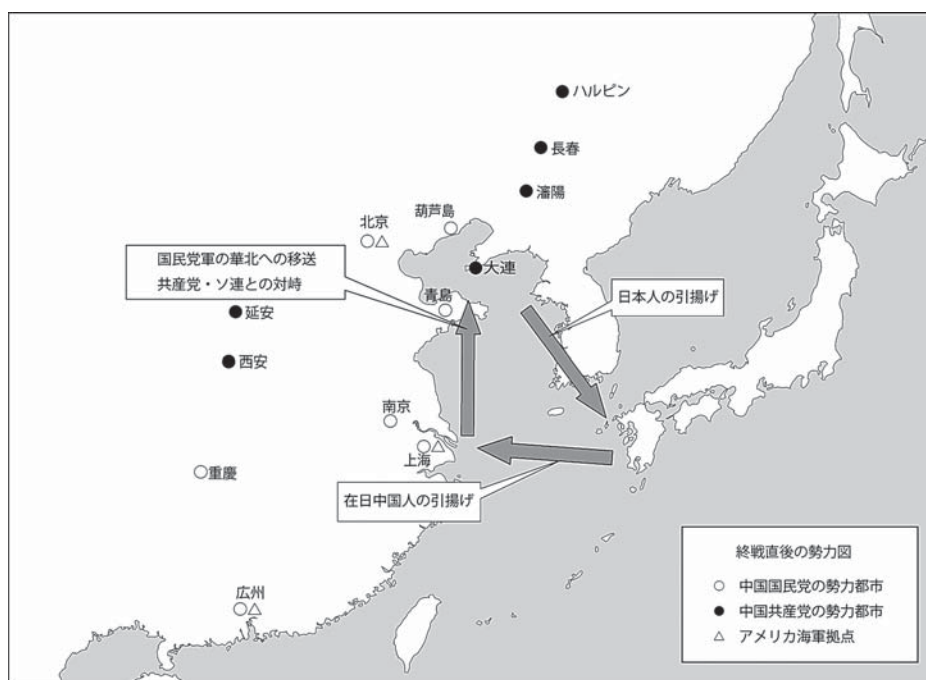 ハルピン
長春
瀋陽
葫芦島
北京
大連
国民党軍の華北への移送
共産党・ソ連との対峙
青島
日本人の引揚げ
延安
西安
南京
上海
重慶
在日中国人の引揚げ
広州
終戦直後の勢力図
中国国民党の勢力都市
中国共産党の勢力都市
アメリカ海軍拠点